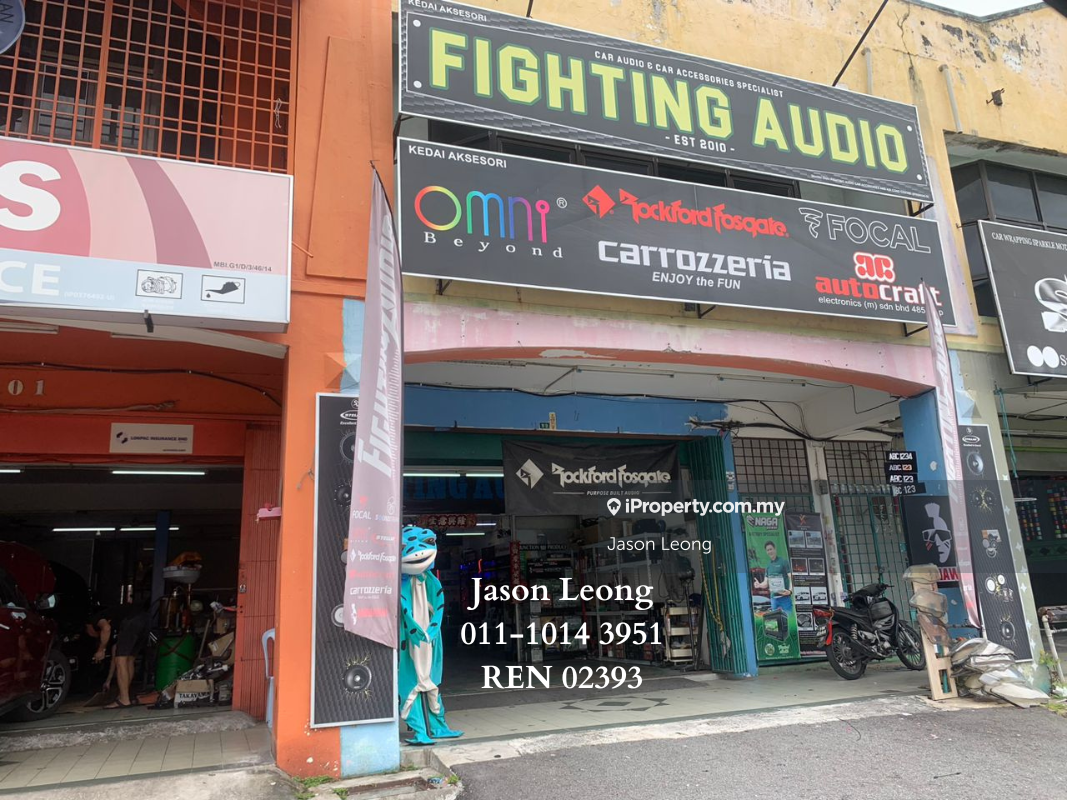 KEDAI AKSESORI
CAR AUDIO & CAR ACCESSORIES SPECIALIST
FIGHTING AUDIO
- EST 2010 -
KEDAI AKSESORI
omni ®
Beyond
Rockford Fosgate
FOCAL
carrozzeria
ENJOY the FUN
autocraft
electronics (m) sdn bhd 485
S
CE
MBLG1/D/3/46/14
CAR WRAPPING SPARKLE
01
LONPAC INSURANCE BHD
Rockford Fosgate
PURPOSE BUILT AUDIO
ABC 1234
ABC 123
ABC 123
ABC 123
NAGA
FOCAL
Rockford Fosgate
carrozzeria
TAKAYAMA
iProperty.com.my
Jason Leong
Jason Leong
011-1014 3951
REN 02393